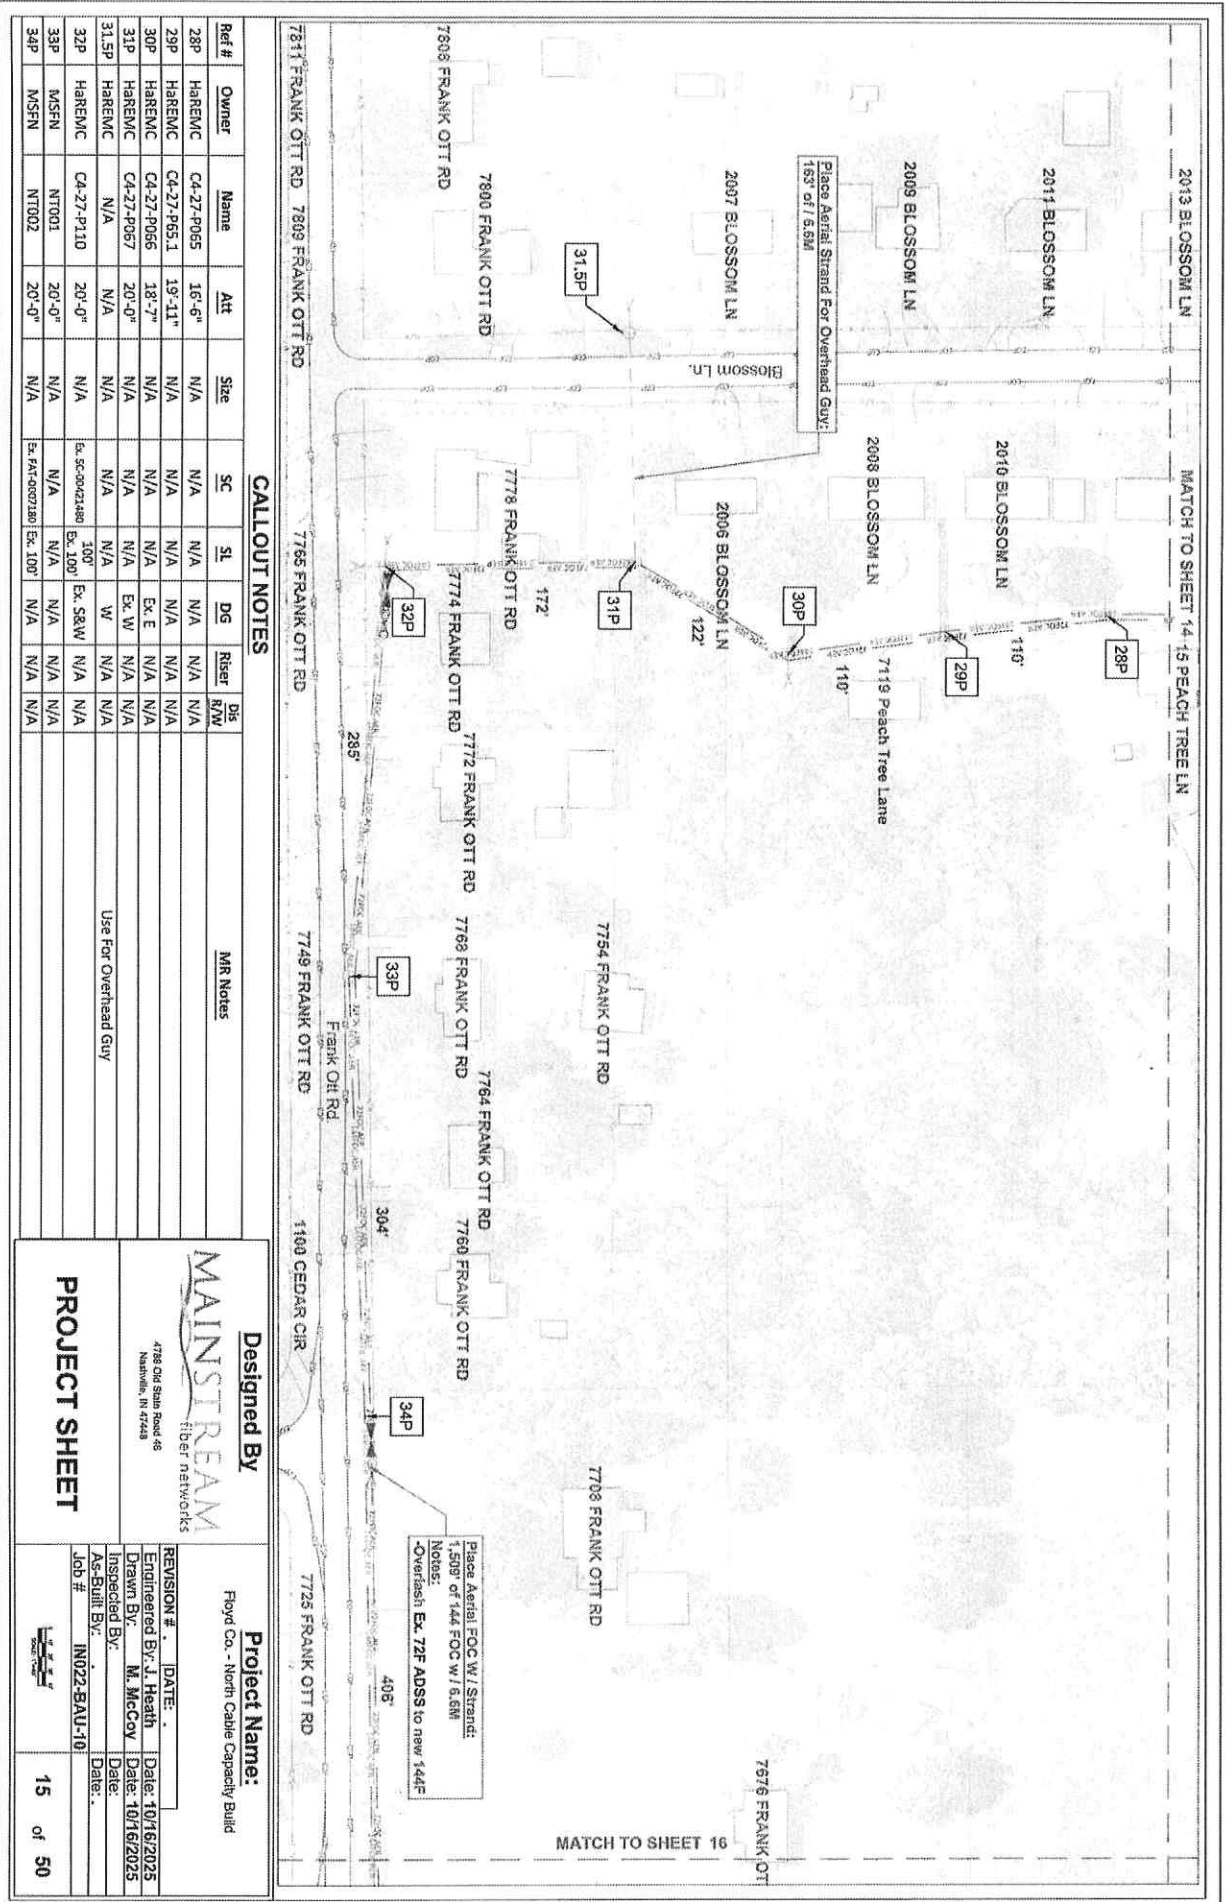 2013 BLOSSOM LN
MATCH TO SHEET 14
15 PEACH TREE LN
2011 BLOSSOM LN
2010 BLOSSOM LN
28P
110'
29P
2009 BLOSSOM LN
2008 BLOSSOM LN
7119 Peach Tree Lane
110'
Place Aerial Strand For Overhead Guy:
163' of / 6.6M
30P
Blossom Ln.
2007 BLOSSOM LN
2006 BLOSSOM LN
122'
7676 FRANK OT
MATCH TO SHEET 16
31.5P
31P
172'
7754 FRANK OTT RD
7703 FRANK OTT RD
7800 FRANK OTT RD
7778 FRANK OTT RD
7808 FRANK OTT RD
7774 FRANK OTT RD
7772 FRANK OTT RD
7768 FRANK OTT RD
7764 FRANK OTT RD
7760 FRANK OTT RD
Place Aerial FOC W / Strand:
1,509' of 144 FOC w / 6.6M
Notes:
-Overlash Ex. 72F ADSS to new 144F
32P
285'
33P
304'
34P
406'
Frank Ott Rd.
7811 FRANK OTT RD
7809 FRANK OTT RD
7765 FRANK OTT RD
7749 FRANK OTT RD
1100 CEDAR CIR
7725 FRANK OTT RD
CALLOUT NOTES
Ref # Owner Name Att Size SC SL DG Riser Dis R/W MR Notes
28P HaREMC C4-27-P065 16'-6" N/A N/A N/A N/A N/A N/A
29P HaREMC C4-27-P65.1 19'-11" N/A N/A N/A N/A N/A N/A
30P HaREMC C4-27-P066 18'-7" N/A N/A N/A Ex. E N/A N/A
31P HaREMC C4-27-P067 20'-0" N/A N/A N/A Ex. W N/A N/A
31.5P HaREMC N/A N/A N/A N/A N/A W N/A N/A Use For Overhead Guy
32P HaREMC C4-27-P110 20'-0" N/A Ex. SC-00421480 100' Ex. 100' Ex. S&W N/A N/A
33P MSFN NT001 20'-0" N/A N/A N/A N/A N/A N/A
34P MSFN NT002 20'-0" N/A Ex. FAT-0007180 Ex. 100' N/A N/A N/A
Designed By
MAINSTREAM
fiber networks
4788 Old State Road 46
Nashville, IN 47448
PROJECT SHEET
Project Name:
Floyd Co. - North Cable Capacity Build
REVISION # . DATE: .
Engineered By: J. Heath Date: 10/16/2025
Drawn By: M. McCoy Date: 10/16/2025
Inspected By: Date:
As-Built By: . Date: .
Job # IN022-BAU-10
15 of 50